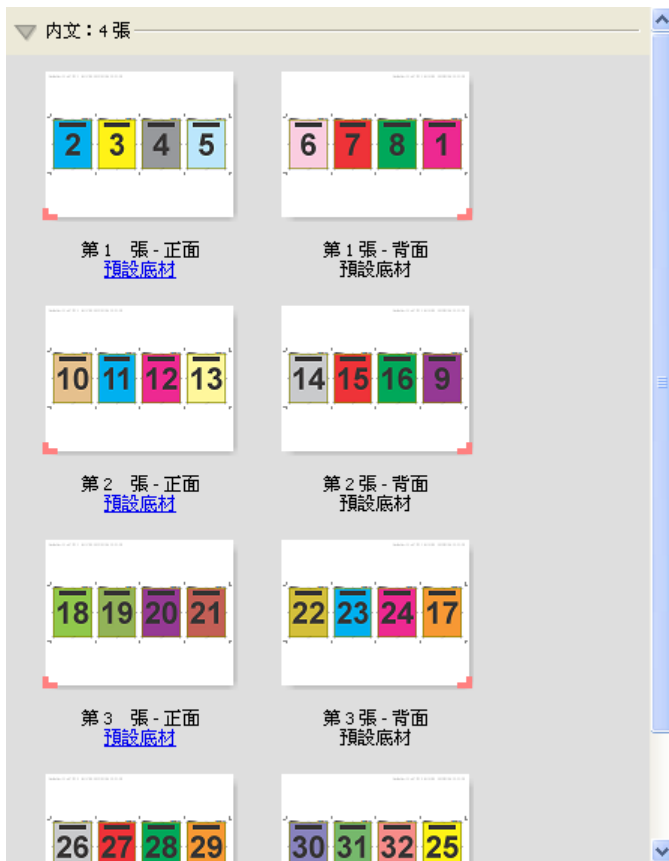 内文：4張
2 3 4 5
6 7 8 1
第1 張-正面
預設底材
第1張-背面
預設底材
10 11 12 13
14 15 16 9
第2 張-正面
預設底材
第2張-背面
預設底材
18 19 20 21
22 23 24 17
第3 張-正面
預設底材
第3張-背面
預設底材
26 27 28 29
30 31 32 25